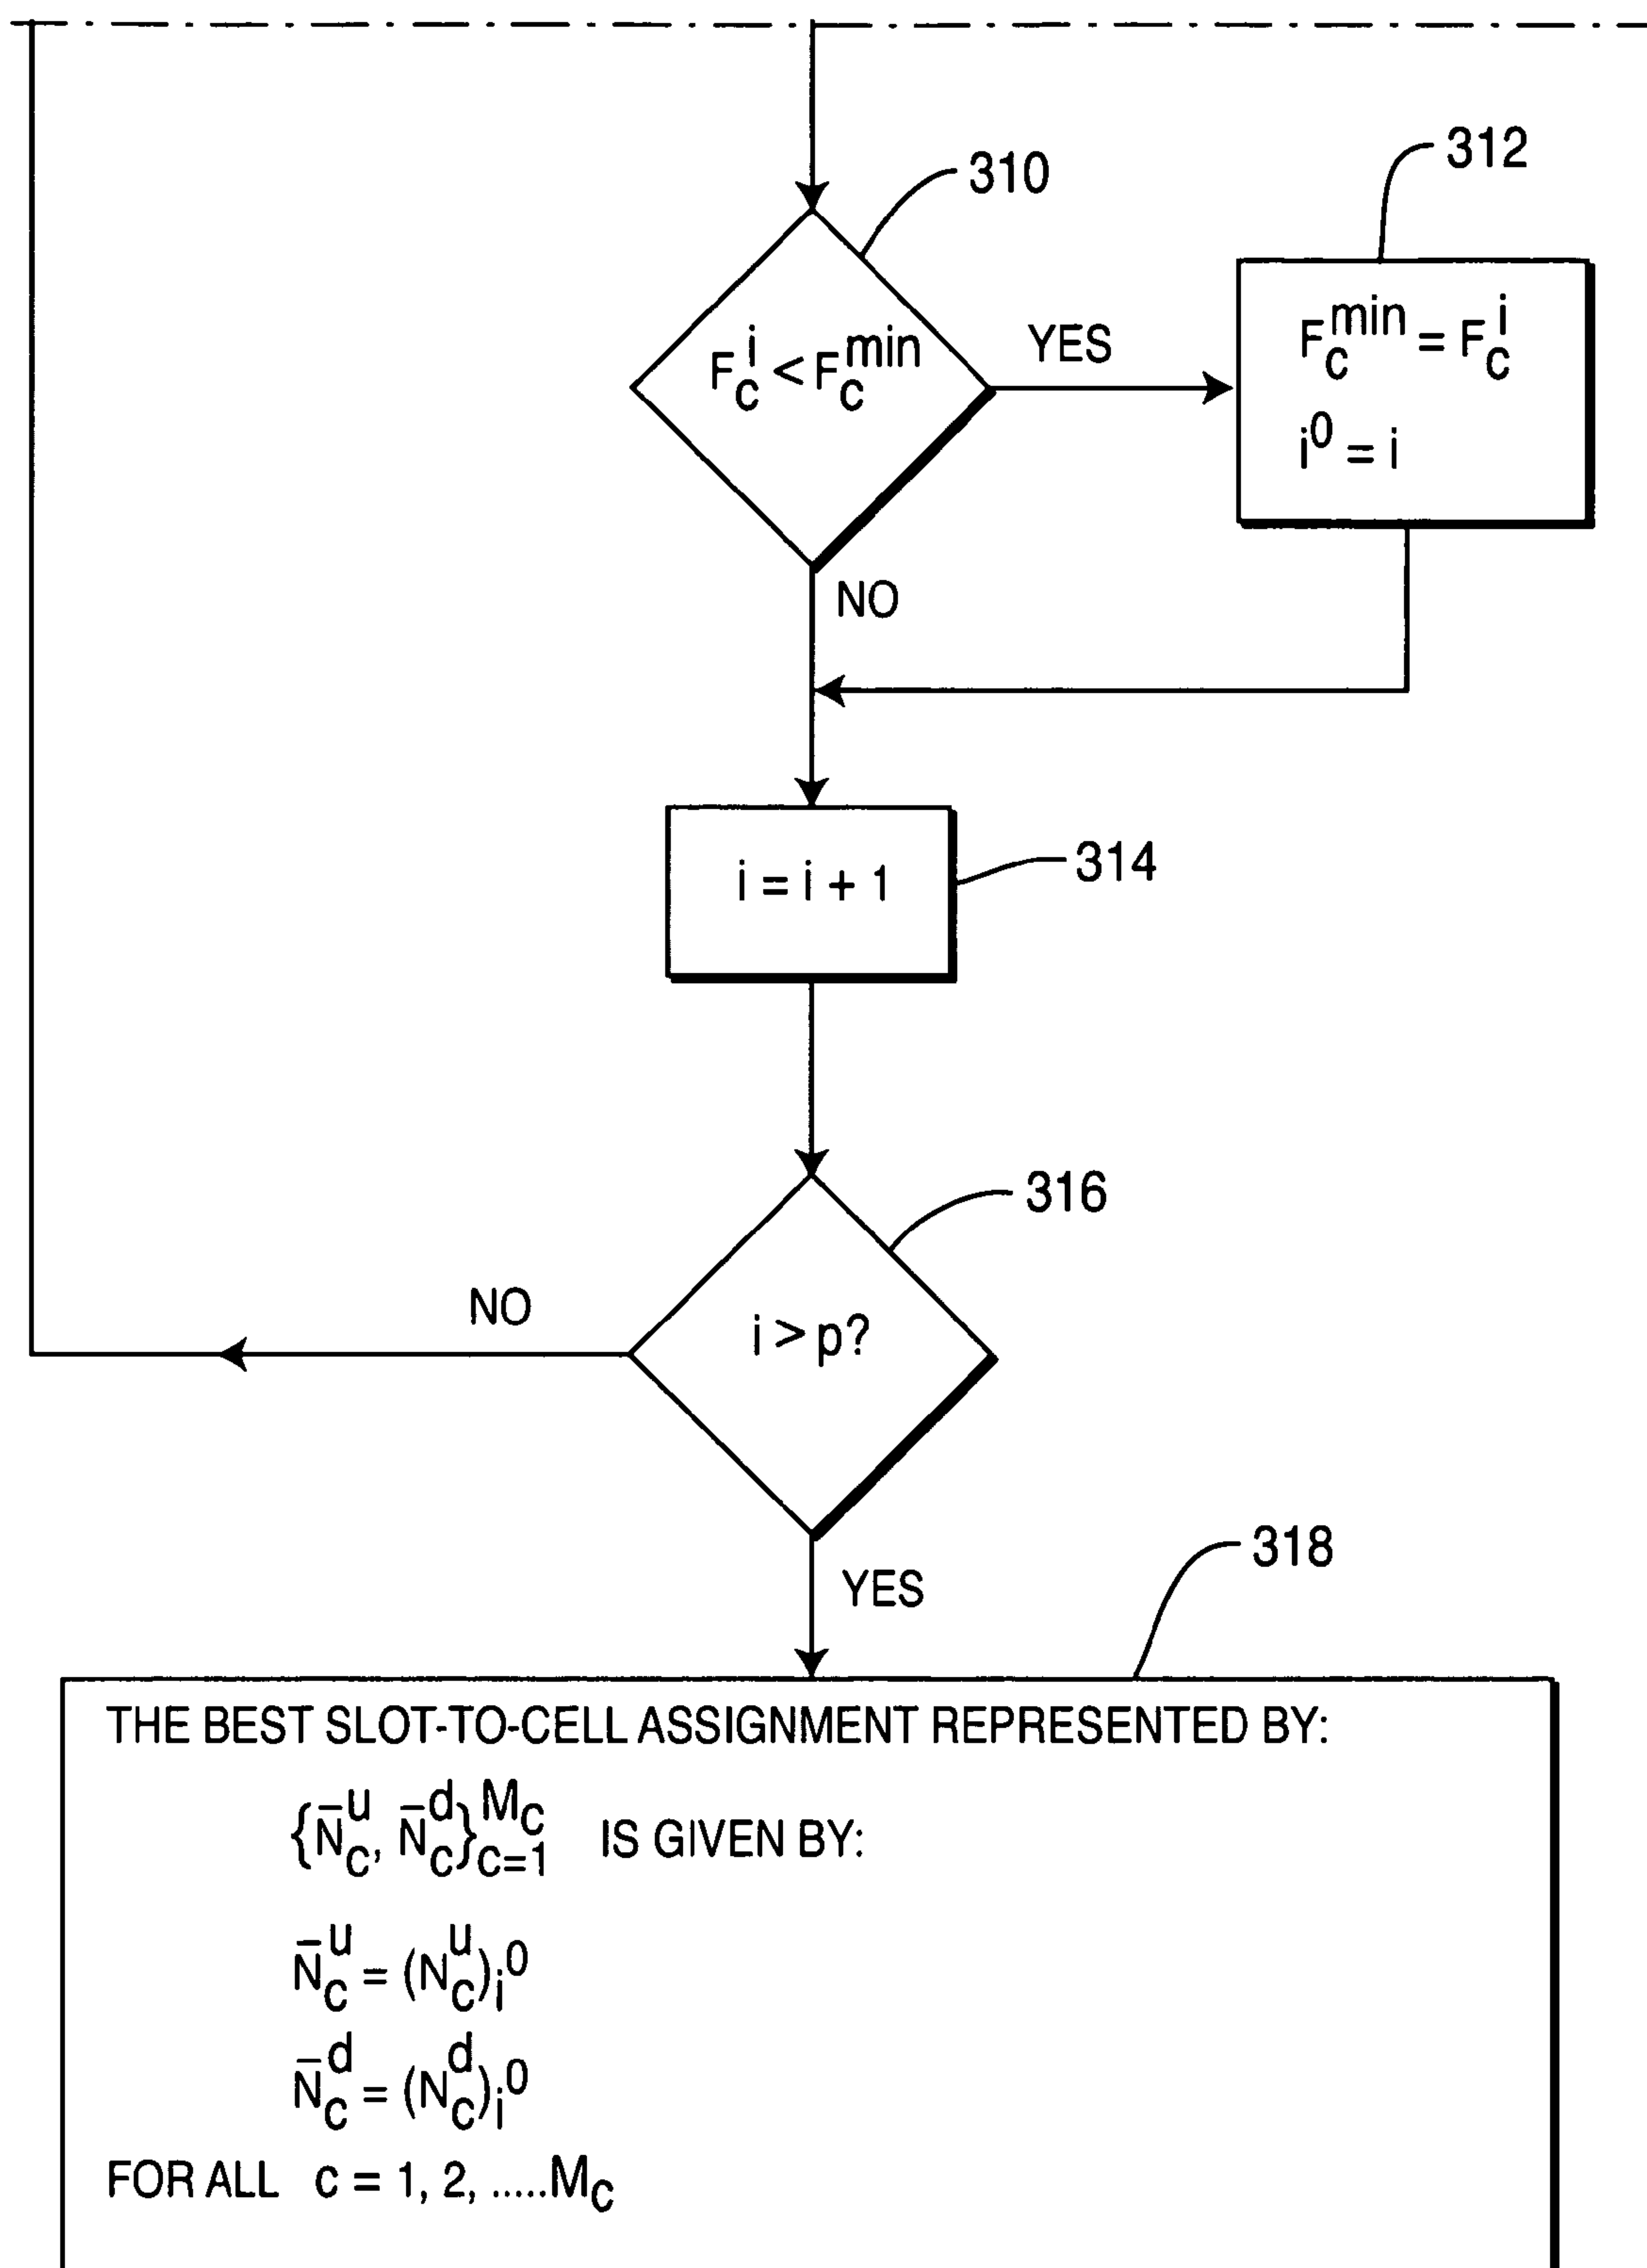 310
312
F_c^i < F_c^min
YES
F_c^min = F_c^i
i^0 = i
NO
i = i + 1
314
316
NO
i > p?
YES
318
THE BEST SLOT-TO-CELL ASSIGNMENT REPRESENTED BY:
{N̄_c^u, N̄_c^d}_{c=1}^{M_c} IS GIVEN BY:
N̄_c^u = (N_c^u)_{i^0}
N̄_c^d = (N_c^d)_{i^0}
FOR ALL c = 1, 2, .....M_c